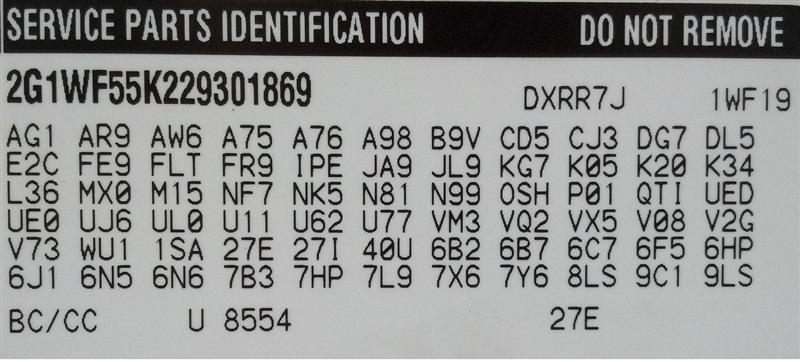 SERVICE PARTS IDENTIFICATION DO NOT REMOVE
2G1WF55K229301869 DXRR7J 1WF19
AG1 AR9 AW6 A75 A76 A98 B9V CD5 CJ3 DG7 DL5
E2C FE9 FLT FR9 IPE JA9 JL9 KG7 K05 K20 K34
L36 MX0 M15 NF7 NK5 N81 N99 OSH P01 QTI UED
UE0 UJ6 UL0 U11 U62 U77 VM3 VQ2 VX5 V08 V2G
V73 WU1 1SA 27E 27I 40U 6B2 6B7 6C7 6F5 6HP
6J1 6N5 6N6 7B3 7HP 7L9 7X6 7Y6 8LS 9C1 9LS
BC/CC U 8554 27E